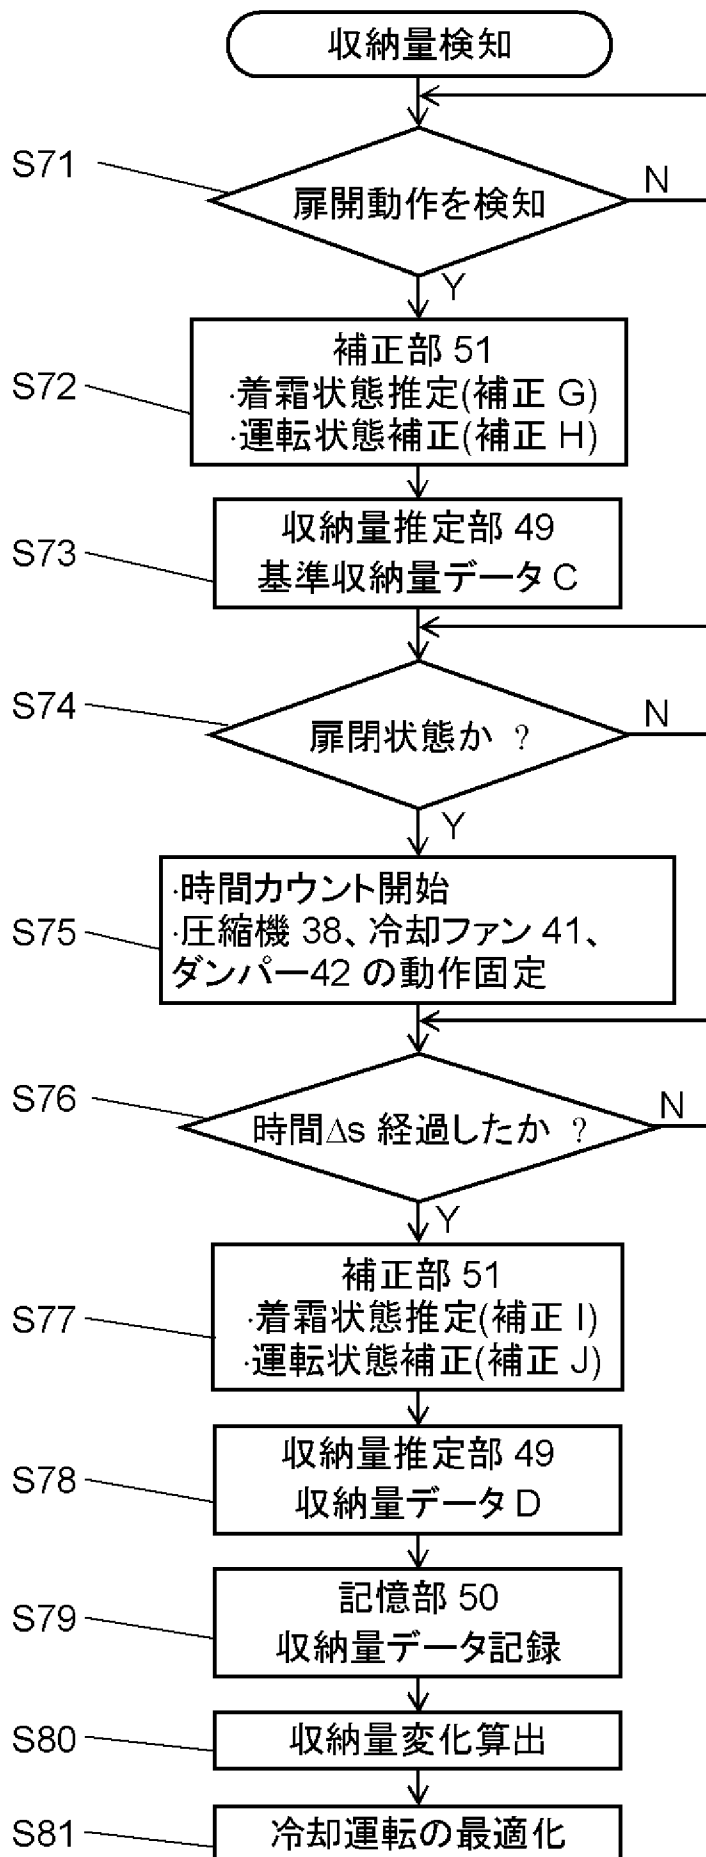 収納量検知
S71
扉開動作を検知
N
Y
S72
補正部 51
·着霜状態推定(補正 G)
·運転状態補正(補正 H)
S73
収納量推定部 49
基準収納量データ C
S74
扉閉状態か ?
N
Y
S75
·時間カウント開始
·圧縮機 38、冷却ファン 41、
ダンパー42 の動作固定
S76
時間Δs 経過したか ?
N
Y
S77
補正部 51
·着霜状態推定(補正 I)
·運転状態補正(補正 J)
S78
収納量推定部 49
収納量データ D
S79
記憶部 50
収納量データ記録
S80
収納量変化算出
S81
冷却運転の最適化